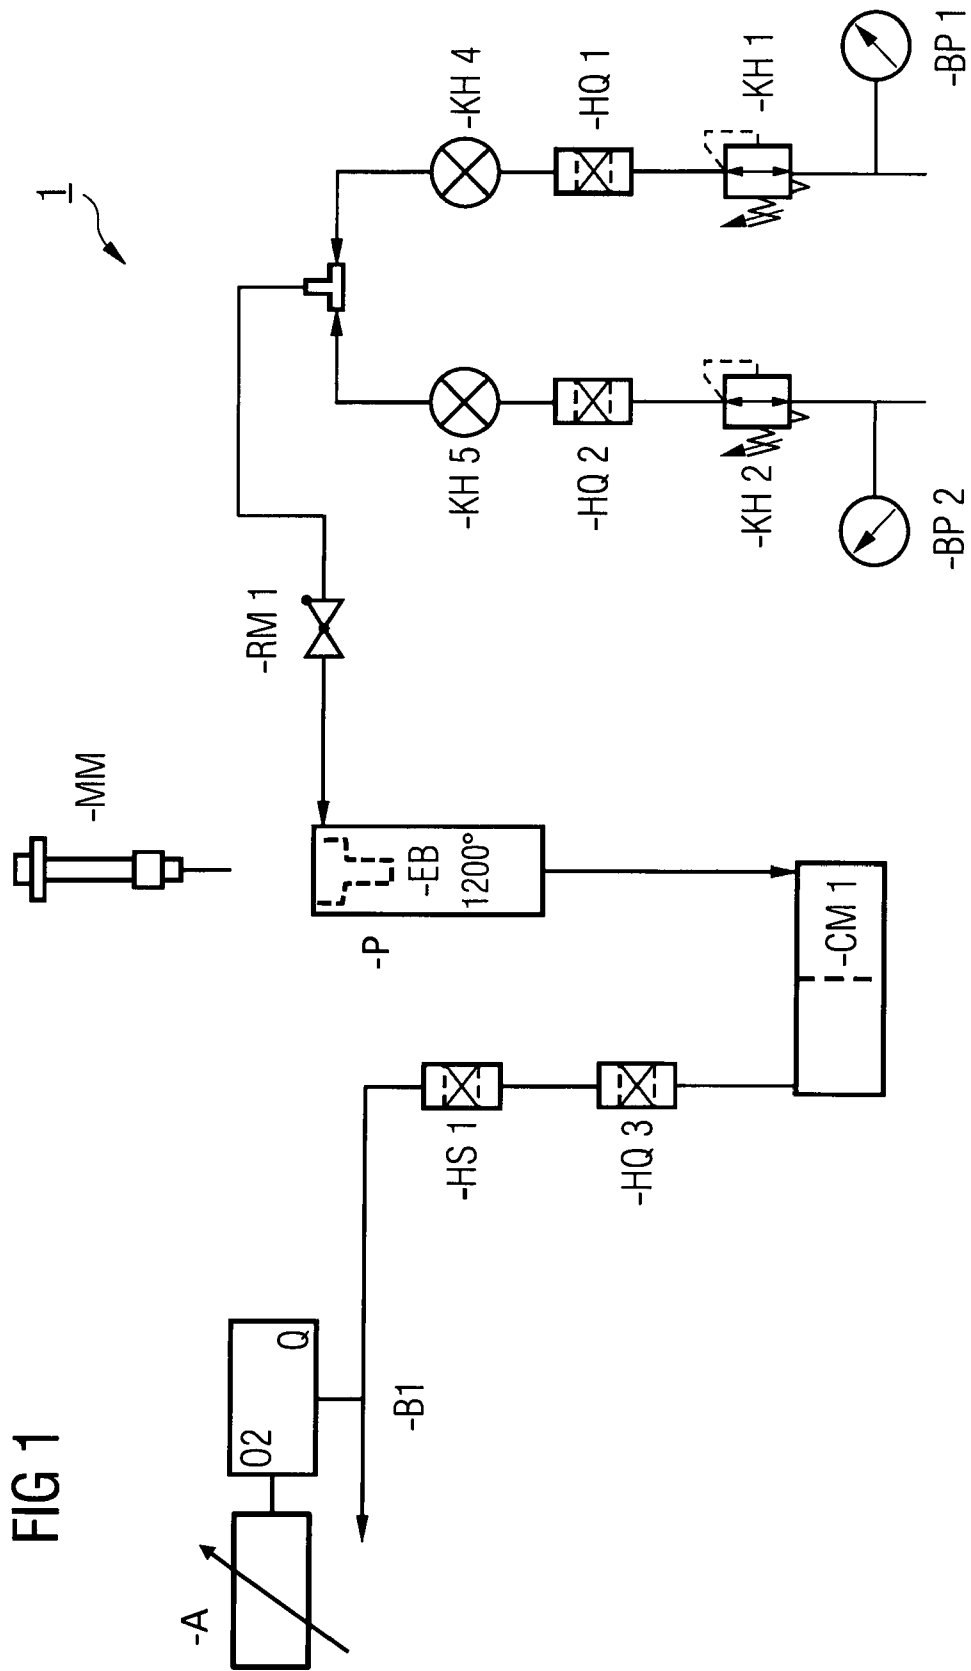 FIG 1
1
-A
O2
Q
-B1
-HS 1
-HQ 3
-CM 1
-P
-EB
1200°
-MM
-RM 1
-KH 5
-HQ 2
-KH 2
-BP 2
-KH 4
-HQ 1
-KH 1
-BP 1